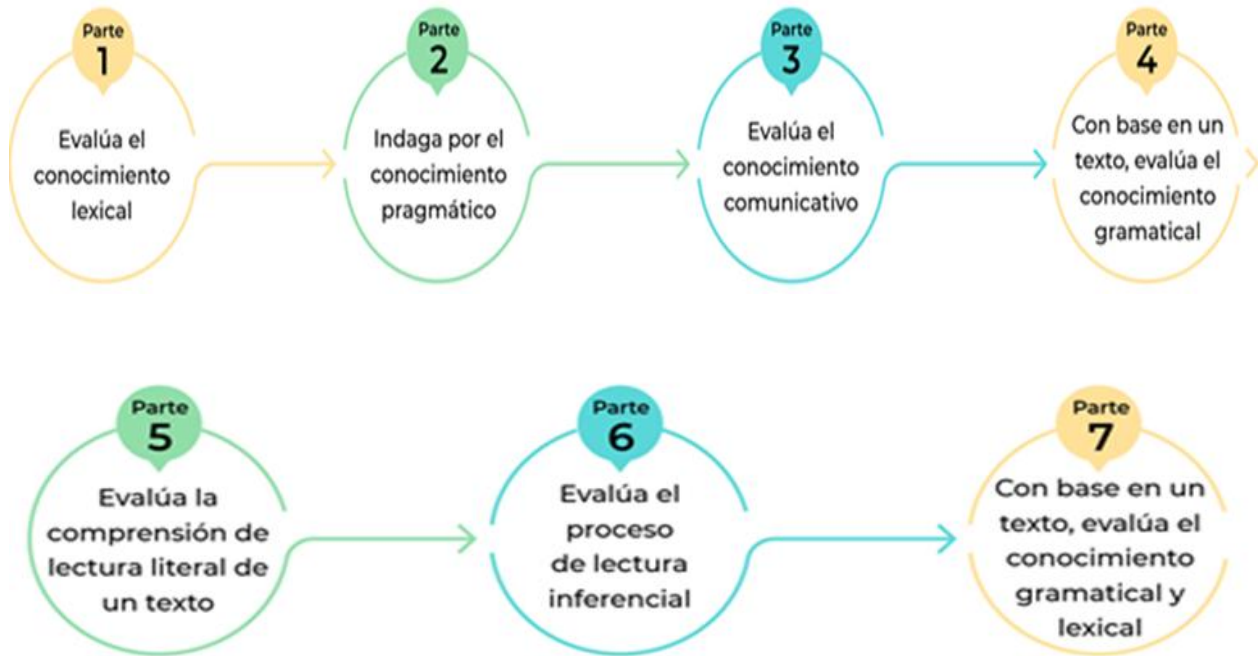 Parte
1
Evalúa el
conocimiento
lexical
Parte
2
Indaga por el
conocimiento
pragmático
Parte
3
Evalúa el
conocimiento
comunicativo
Parte
4
Con base en un
texto, evalúa el
conocimiento
gramatical
Parte
5
Evalúa la
comprensión de
lectura literal de
un texto
Parte
6
Evalúa el
proceso
de lectura
inferencial
Parte
7
Con base en un
texto, evalúa el
conocimiento
gramatical y
lexical